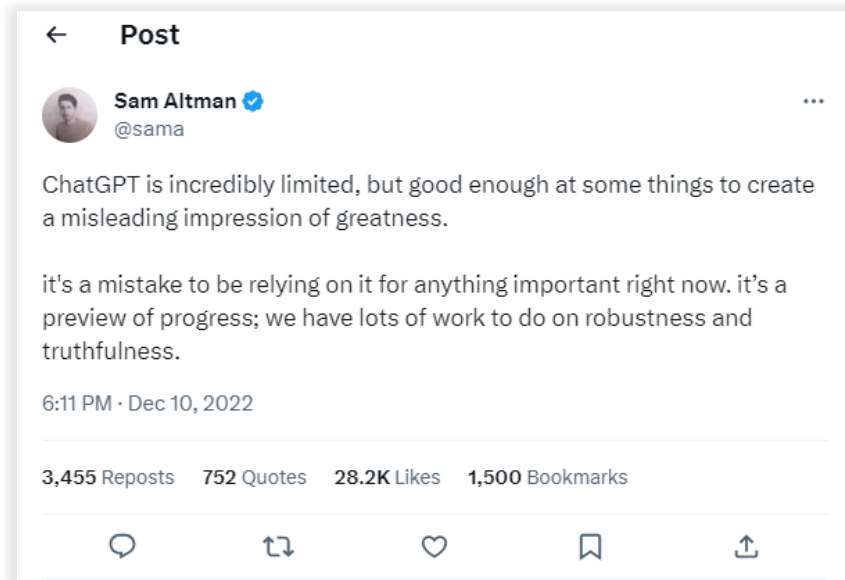 Post
Sam Altman
@sama
ChatGPT is incredibly limited, but good enough at some things to create
a misleading impression of greatness.
it's a mistake to be relying on it for anything important right now. it’s a
preview of progress; we have lots of work to do on robustness and
truthfulness.
6:11 PM · Dec 10, 2022
3,455 Reposts 752 Quotes 28.2K Likes 1,500 Bookmarks